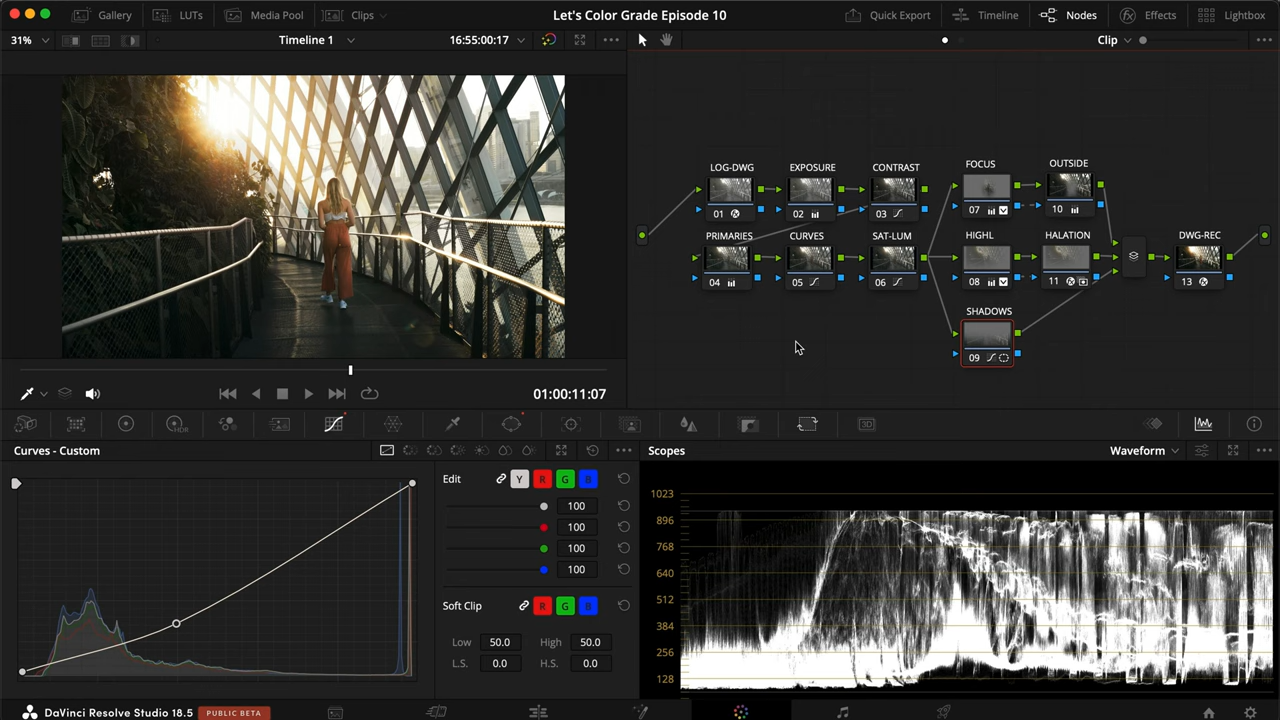 Gallery LUTs Media Pool Clips Let's Color Grade Episode 10 Quick Export Timeline Nodes Effects Lightbox
31% Timeline 1 16:55:00:17 Clip
LOG-DWG EXPOSURE CONTRAST FOCUS OUTSIDE
01 02 03 07 10
PRIMARIES CURVES SAT-LUM HIGHL HALATION DWG-REC
04 05 06 08 11 13
SHADOWS
09
01:00:11:07
HDR 3D
Curves - Custom Scopes Waveform
Edit Y R G B
100
100
100
100
Soft Clip R G B
Low 50.0 High 50.0
L.S. 0.0 H.S. 0.0
1023
896
768
640
512
384
256
128
DaVinci Resolve Studio 18.5 PUBLIC BETA